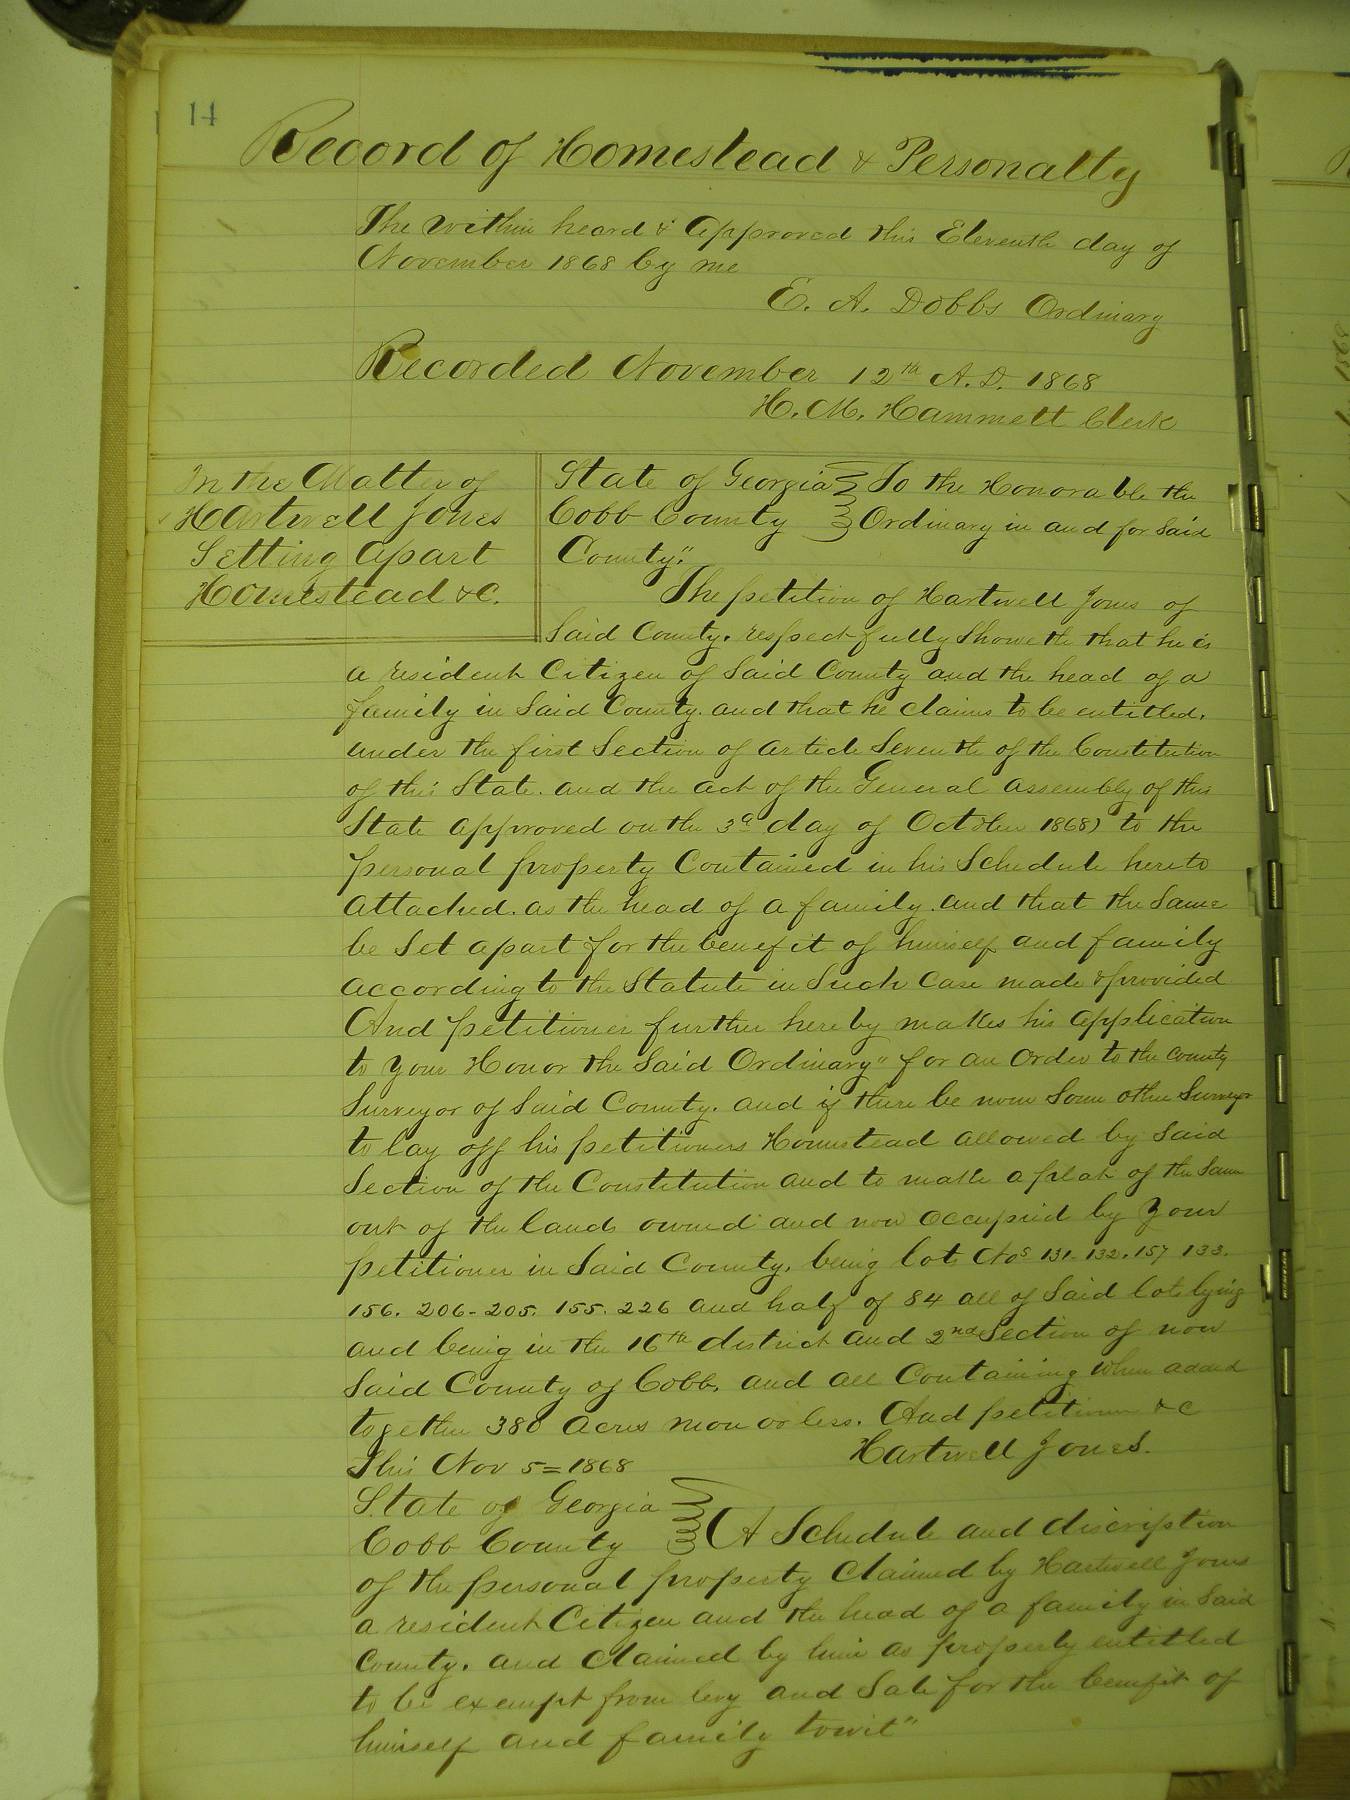 14
Record of Homestead & Personalty
The within heard & Approved this Eleventh day of
November 1868 by me
E. A. Dobbs Ordinary
Recorded November 12th A.D. 1868
H. M. Hammett Clerk
In the Matter of
Hartwell Jones
Setting Apart
Homestead &C.
State of Georgia To the Honorable the
Cobb County Ordinary in and for Said
County"
The petition of Hartwell Jones of
Said County. respectfully Showeth that he is
a resident Citizen of Said County and the head of a
family in Said County. and that he claims to be entitled.
under the first Section of article Seventh of the Constitution
of this State. and the act of the General assembly of this
State approved on the 3d day of October 1868) to the
personal property Contained in his Schedule hereto
attached. as the head of a family. and that the Same
be Set apart for the benefit of himself and family
according to the Statute in Such Case made & provided
And petitioner further hereby makes his application
to your Honor the Said Ordinary" for an Order to the County
Surveyor of Said County. and if there be none Some other Surveyor
to lay off his petitioners Homestead allowed by Said
Section of the Constitution and to make a plat of the Same
out of the lands owned and now occupied by Your
petitioner in Said County. being lots Nos 131-132.157 133.
156. 206-205. 155. 226 and half of 84 all of Said lots lying
and being in the 16th district and 2nd Section of now
Said County of Cobb. and all Containing when added
together 380 Acres more or less. And petitioner &c
Hartwell Jones.
This Nov 5=1868
State of Georgia
Cobb County A Schedule and discription
of the personal property Claimed by Hartwell Jones
a resident Citizen and the head of a family in Said
County. and Claimed by him as property entitled
to be exempt from levy and Sale for the benefit of
himself and family towit"